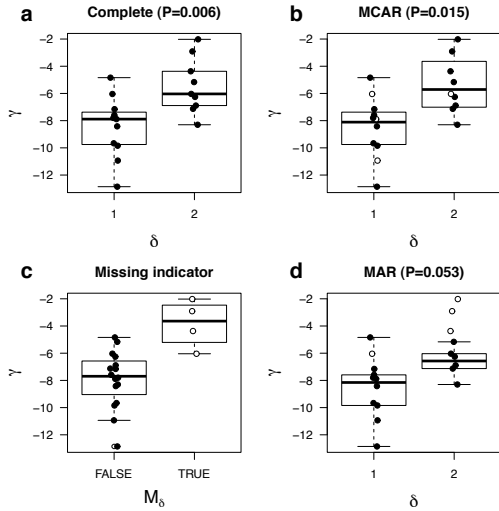 a
Complete (P=0.006)
−2
−4
−6
−8
−10
−12
γ
1
2
δ
b
MCAR (P=0.015)
−2
−4
−6
−8
−10
−12
γ
1
2
δ
c
Missing indicator
−2
−4
−6
−8
−10
−12
γ
FALSE
TRUE
Mδ
d
MAR (P=0.053)
−2
−4
−6
−8
−10
−12
γ
1
2
δ